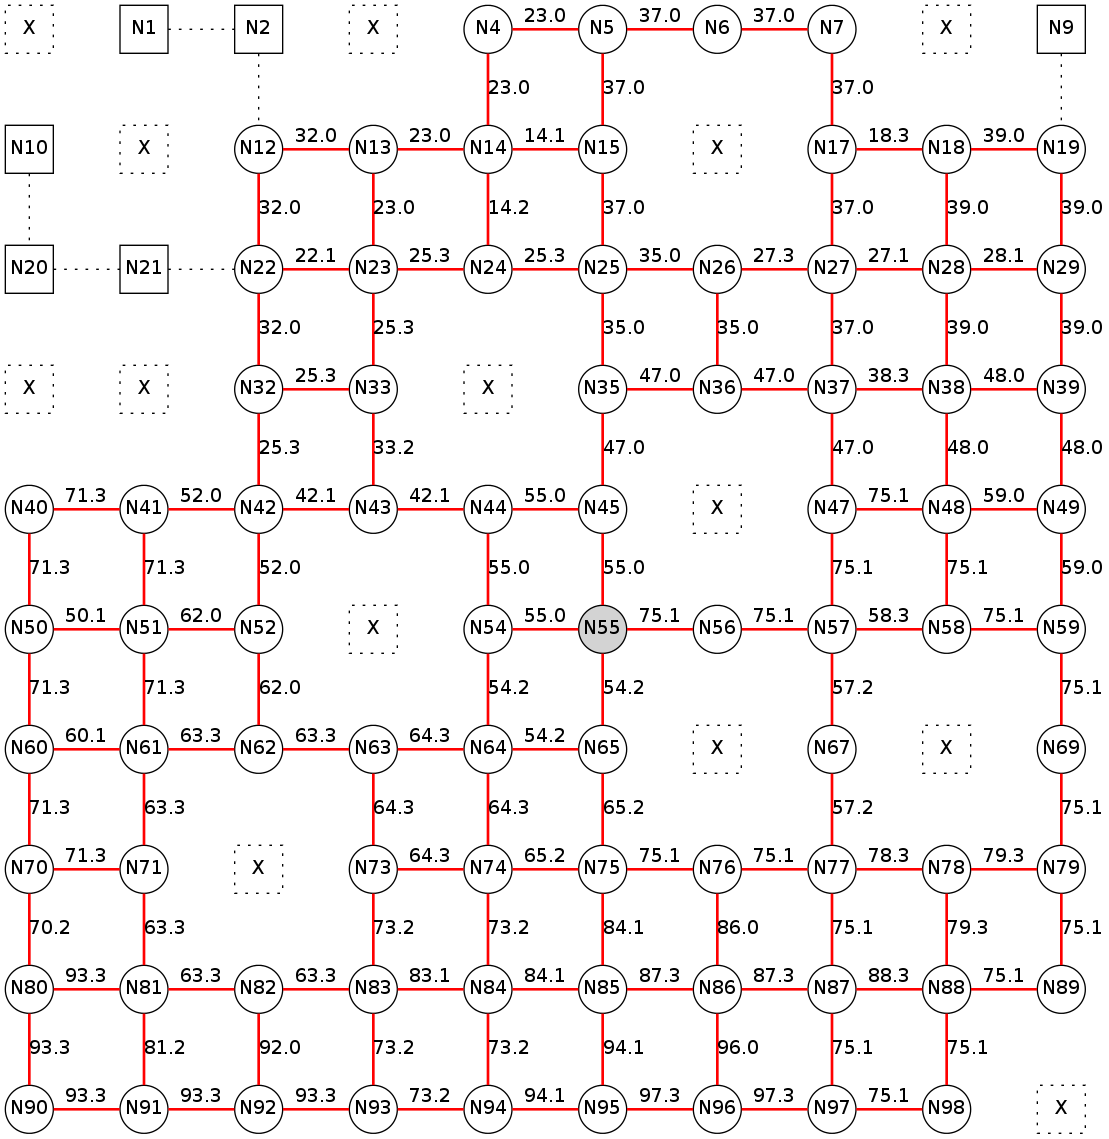 X N1 N2 X N4 23.0 N5 37.0 N6 37.0 N7 X N9
23.0 37.0 37.0
N10 X N12 32.0 N13 23.0 N14 14.1 N15 X N17 18.3 N18 39.0 N19
32.0 23.0 14.2 37.0 37.0 39.0 39.0
N20 N21 N22 22.1 N23 25.3 N24 25.3 N25 35.0 N26 27.3 N27 27.1 N28 28.1 N29
32.0 25.3 35.0 35.0 37.0 39.0 39.0
X X N32 25.3 N33 X N35 47.0 N36 47.0 N37 38.3 N38 48.0 N39
25.3 33.2 47.0 47.0 48.0 48.0
N40 71.3 N41 52.0 N42 42.1 N43 42.1 N44 55.0 N45 X N47 75.1 N48 59.0 N49
71.3 71.3 52.0 55.0 55.0 75.1 75.1 59.0
N50 50.1 N51 62.0 N52 X N54 55.0 N55 75.1 N56 75.1 N57 58.3 N58 75.1 N59
71.3 71.3 62.0 54.2 54.2 57.2 75.1
N60 60.1 N61 63.3 N62 63.3 N63 64.3 N64 54.2 N65 X N67 X N69
71.3 63.3 64.3 64.3 65.2 57.2 75.1
N70 71.3 N71 X N73 64.3 N74 65.2 N75 75.1 N76 75.1 N77 78.3 N78 79.3 N79
70.2 63.3 73.2 73.2 84.1 86.0 75.1 79.3 75.1
N80 93.3 N81 63.3 N82 63.3 N83 83.1 N84 84.1 N85 87.3 N86 87.3 N87 88.3 N88 75.1 N89
93.3 81.2 92.0 73.2 73.2 94.1 96.0 75.1 75.1
N90 93.3 N91 93.3 N92 93.3 N93 73.2 N94 94.1 N95 97.3 N96 97.3 N97 75.1 N98 X